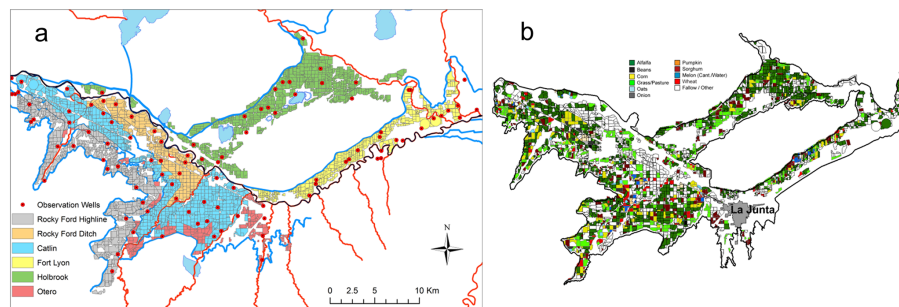 a
Observation Wells
Rocky Ford Highline
Rocky Ford Ditch
Catlin
Fort Lyon
Holbrook
Otero
N
0 2.5 5 10 Km
b
Alfalfa
Beans
Corn
Grass/Pasture
Oats
Onion
Pumpkin
Sorghum
Melon (Cant./Water)
Wheat
Fallow / Other
La Junta